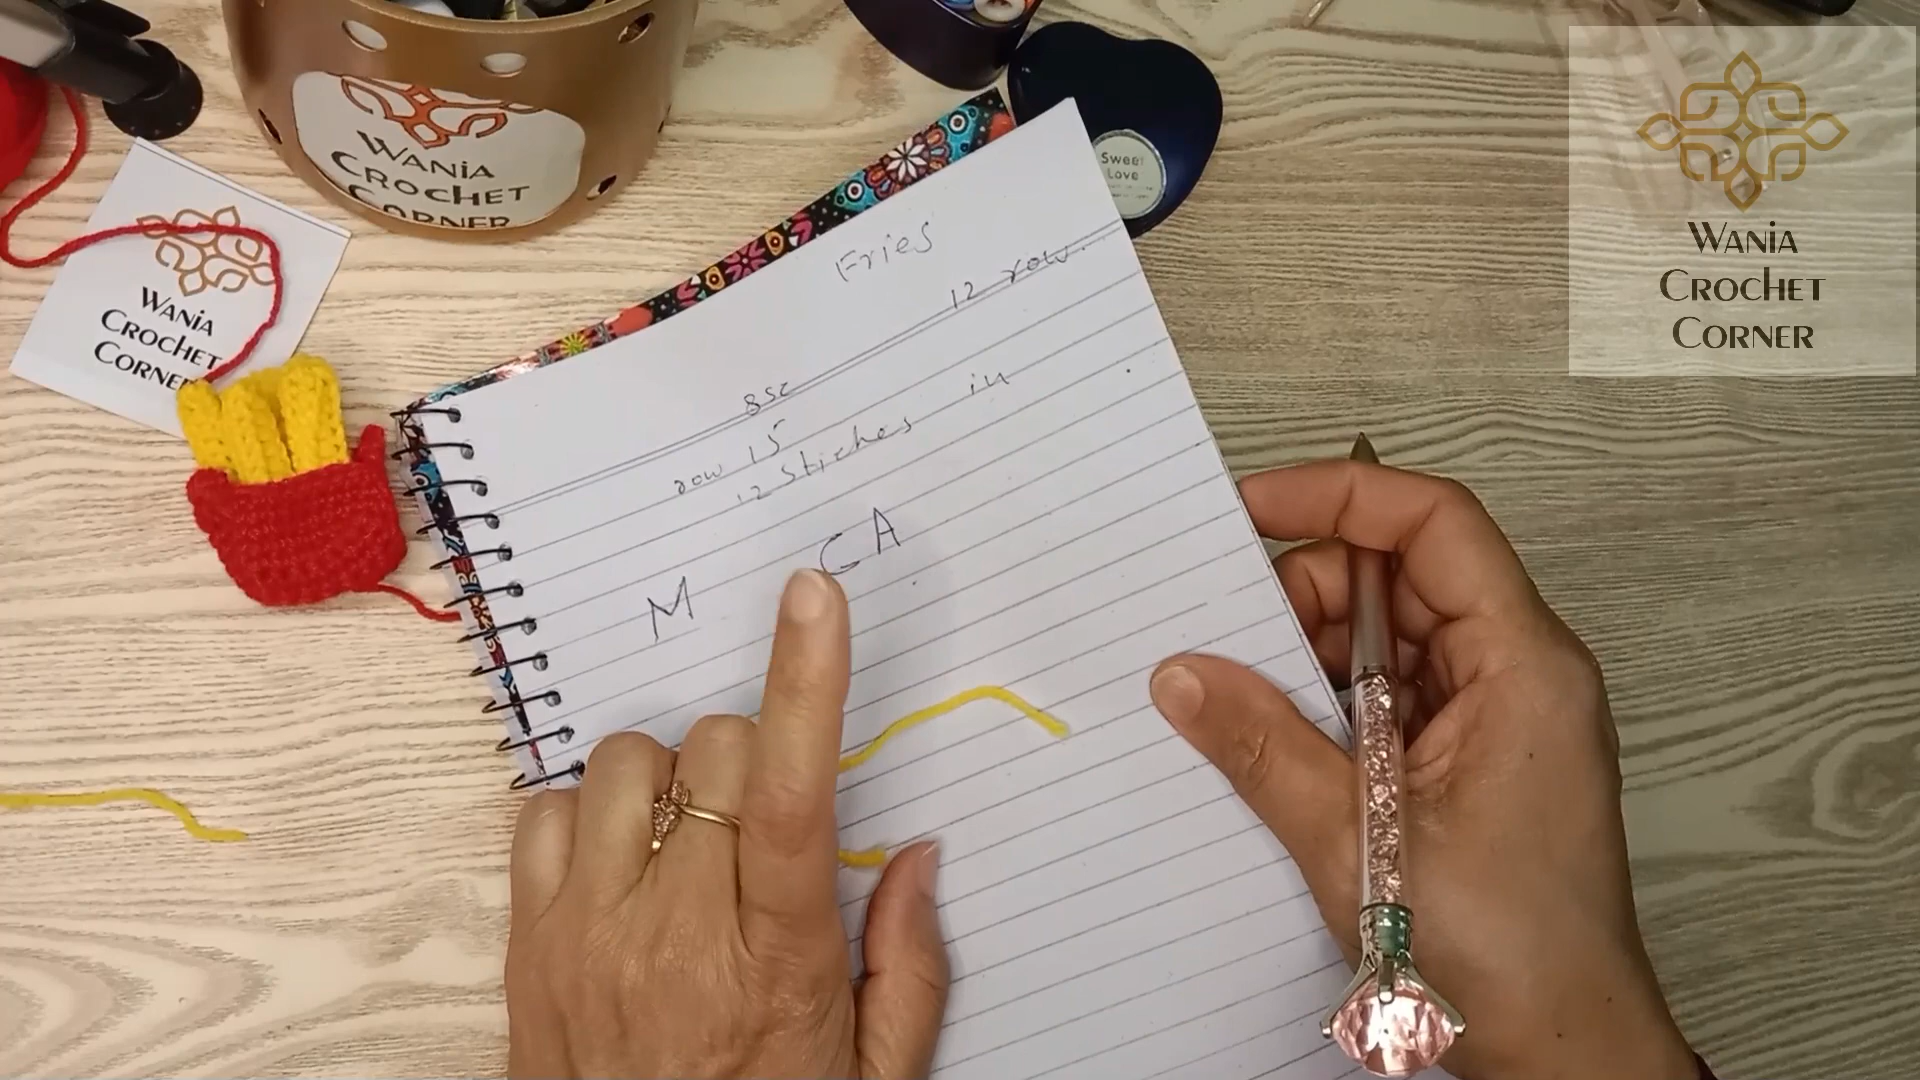 WANIA
CROCHET
CORNER
WANIA
CROCHET
CORNER
Sweet
Love
WANIA
CROCHET
CORNER
Fries
12 row.
8sc
row 15
12 stiches in
M G A